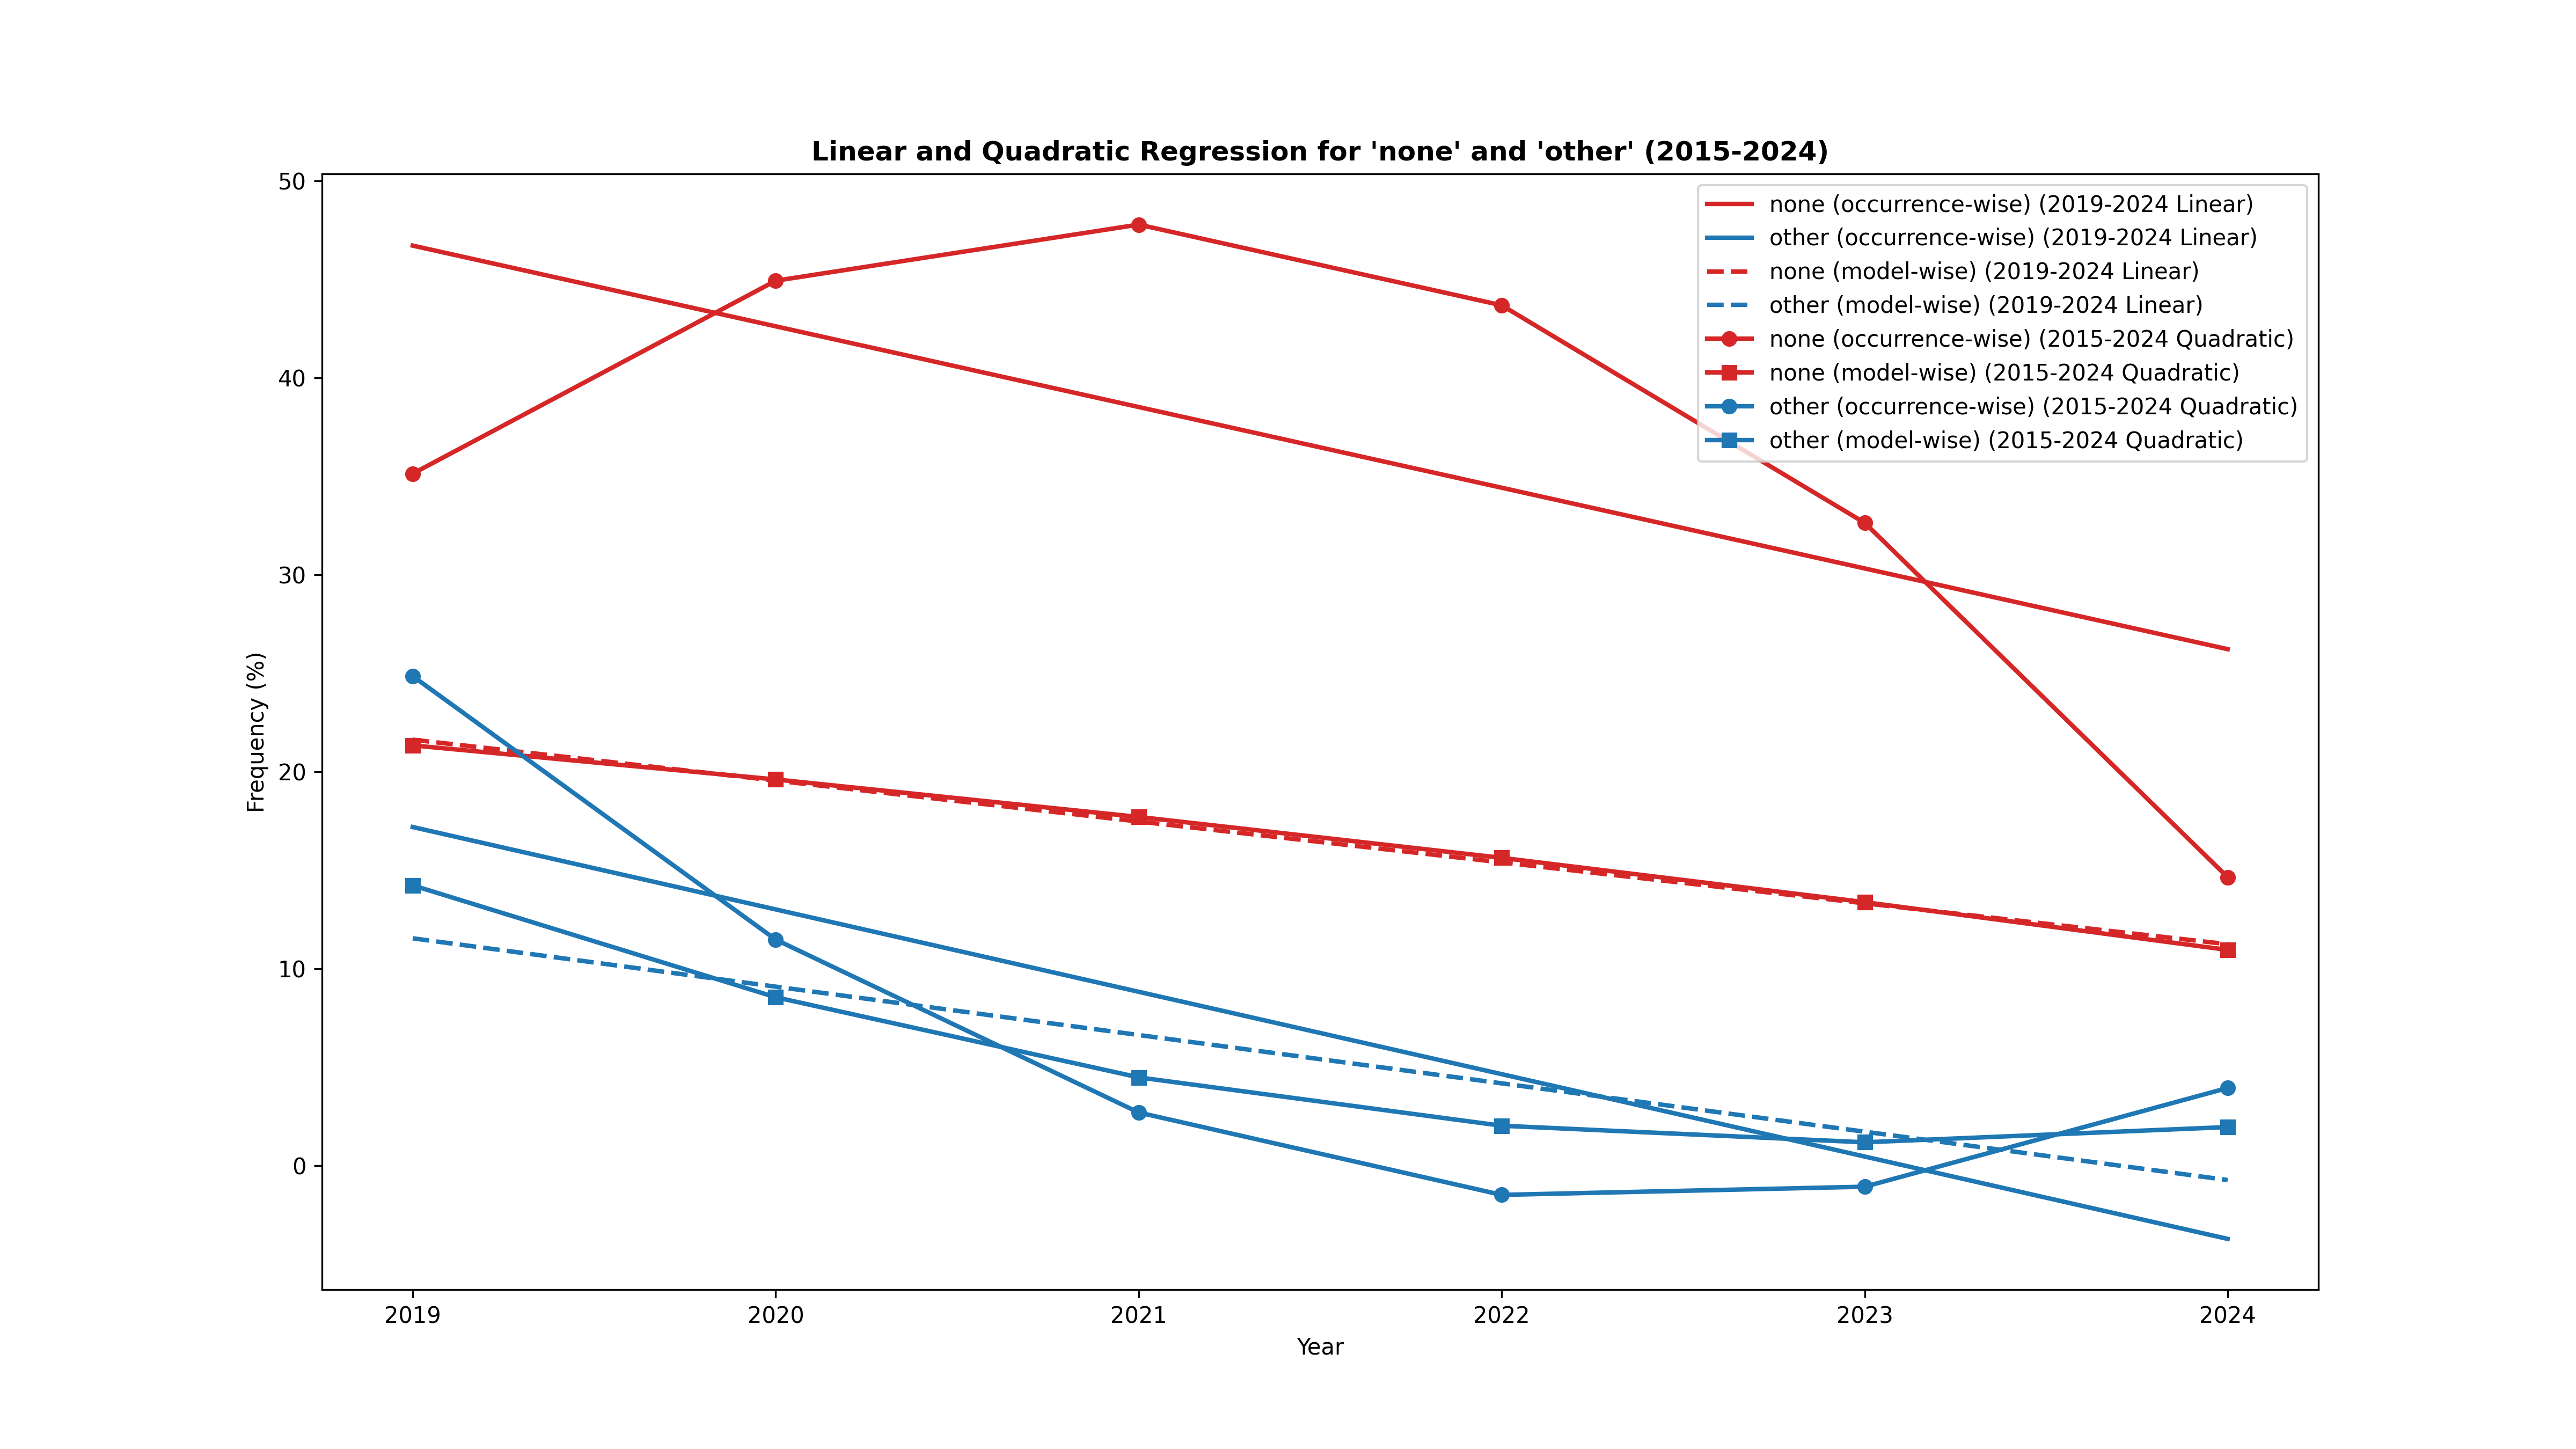 Linear and Quadratic Regression for 'none' and 'other' (2015-2024)
50
40
30
20
10
0
Frequency (%)
none (occurrence-wise) (2019-2024 Linear)
other (occurrence-wise) (2019-2024 Linear)
none (model-wise) (2019-2024 Linear)
other (model-wise) (2019-2024 Linear)
none (occurrence-wise) (2015-2024 Quadratic)
none (model-wise) (2015-2024 Quadratic)
other (occurrence-wise) (2015-2024 Quadratic)
other (model-wise) (2015-2024 Quadratic)
2019 2020 2021 2022 2023 2024
Year